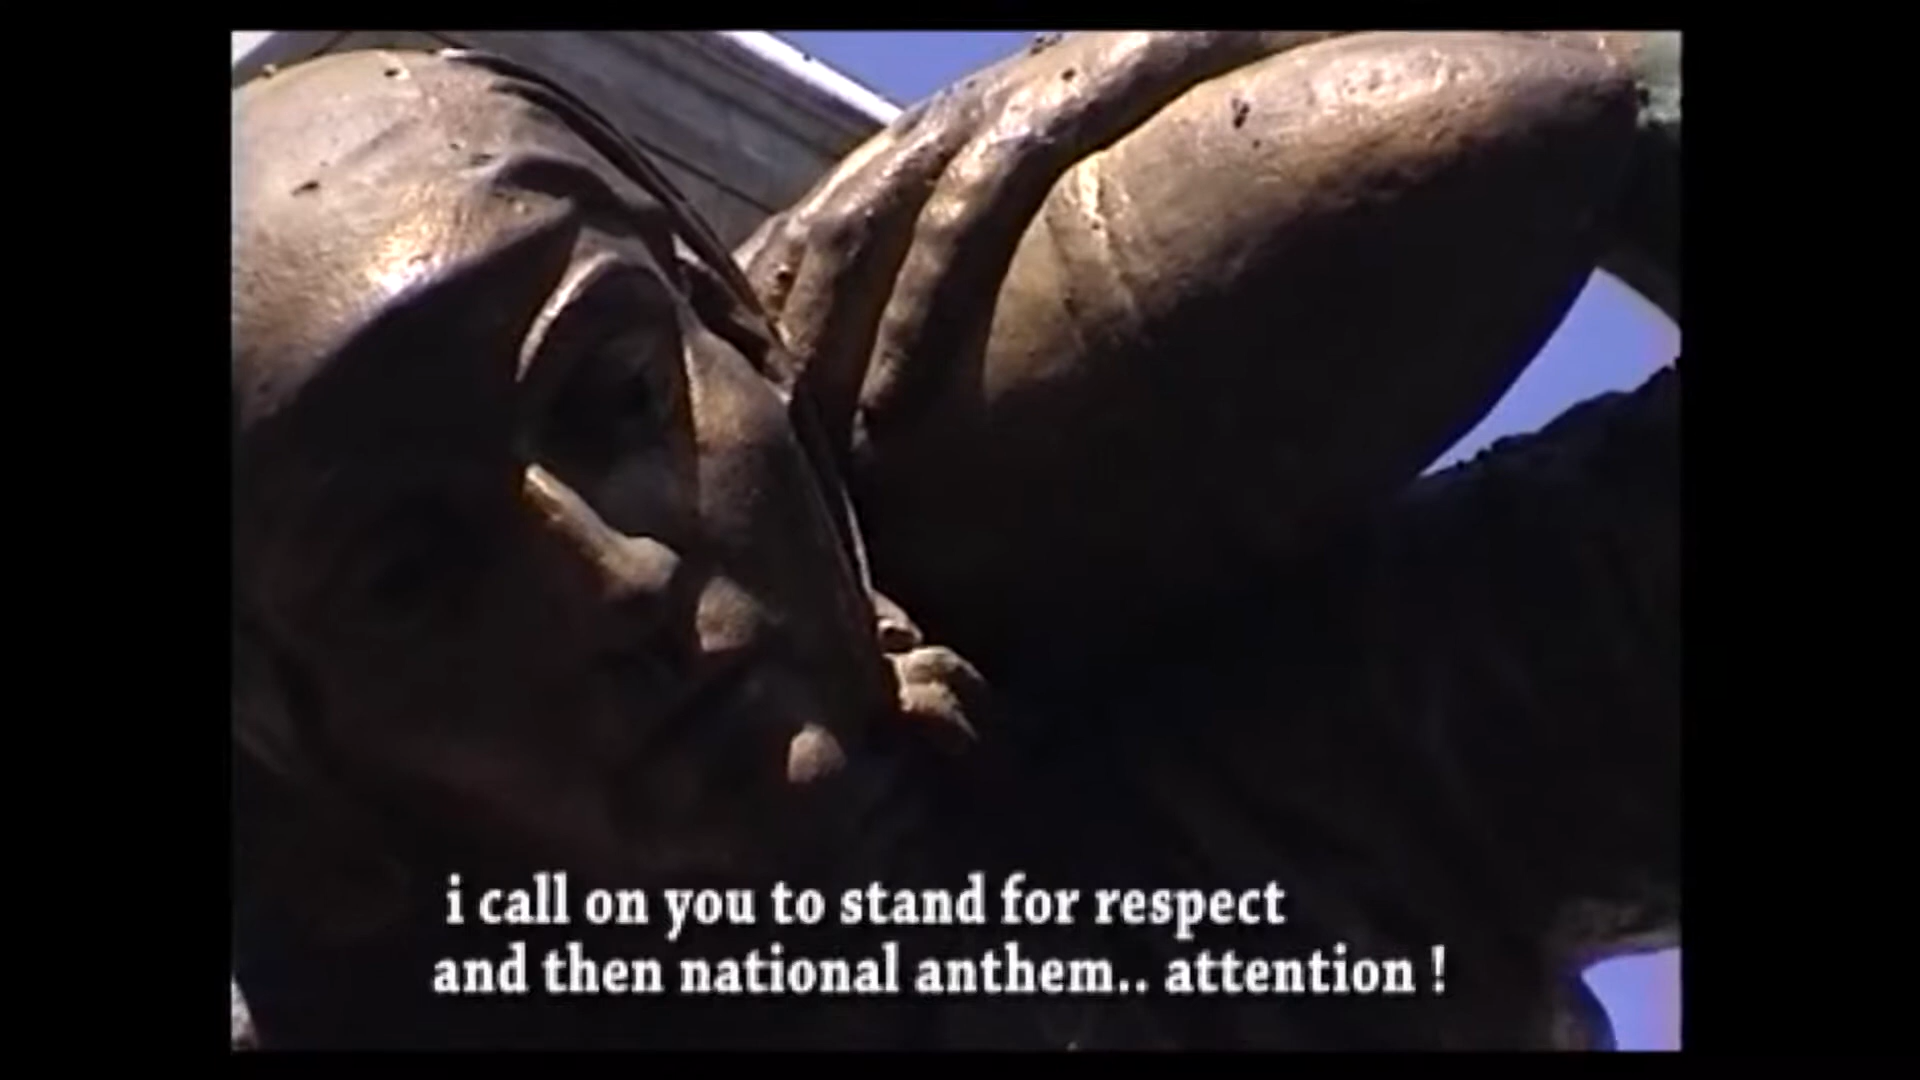 i call on you to stand for respect
and then national anthem.. attention !